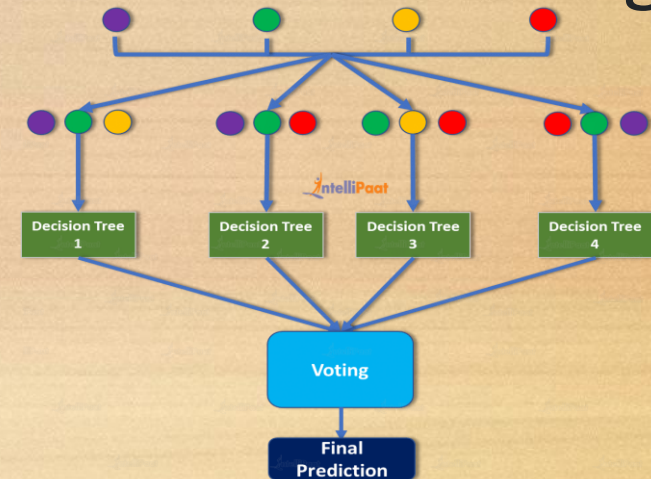 IntelliPaat
Decision Tree
1
Decision Tree
2
Decision Tree
3
Decision Tree
4
Voting
Final
Prediction